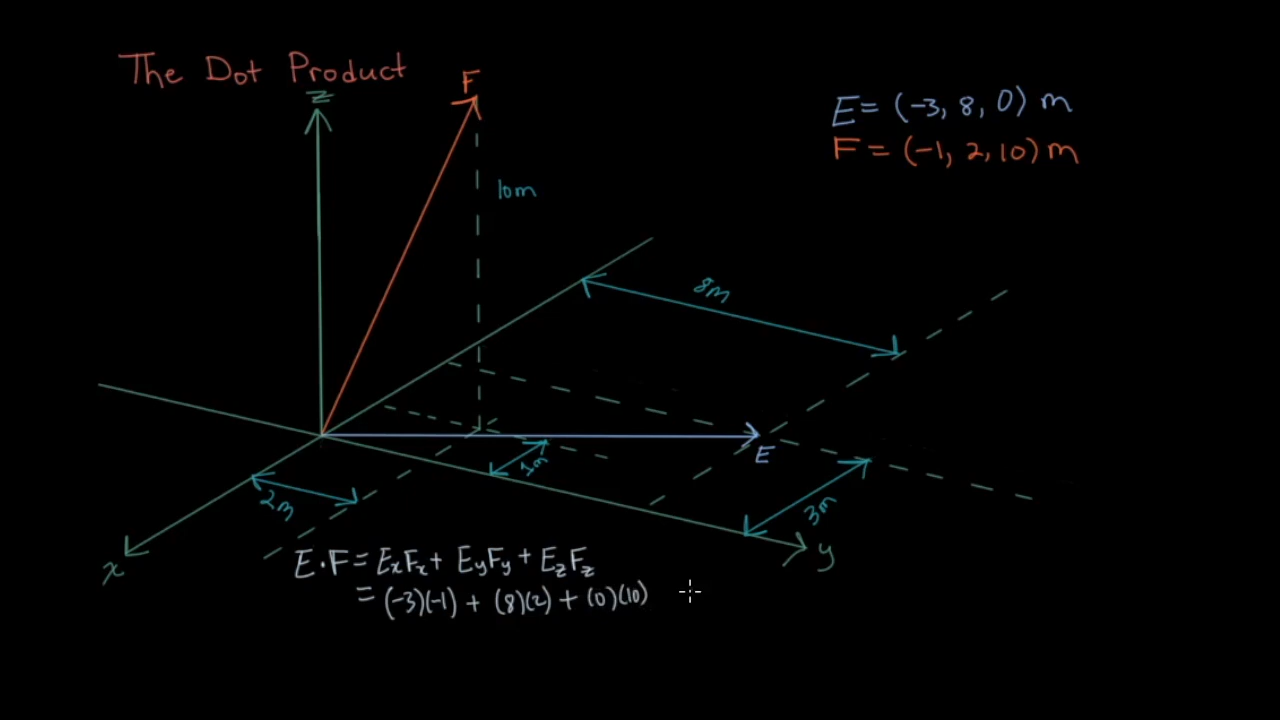 The Dot Product
z
F
E = (-3, 8, 0) m
F = (-1, 2, 10) m
10m
8m
E
1m
2m
3m
x
y
E·F = ExFx + EyFy + EzFz
= (-3)(-1) + (8)(2) + (0)(10)